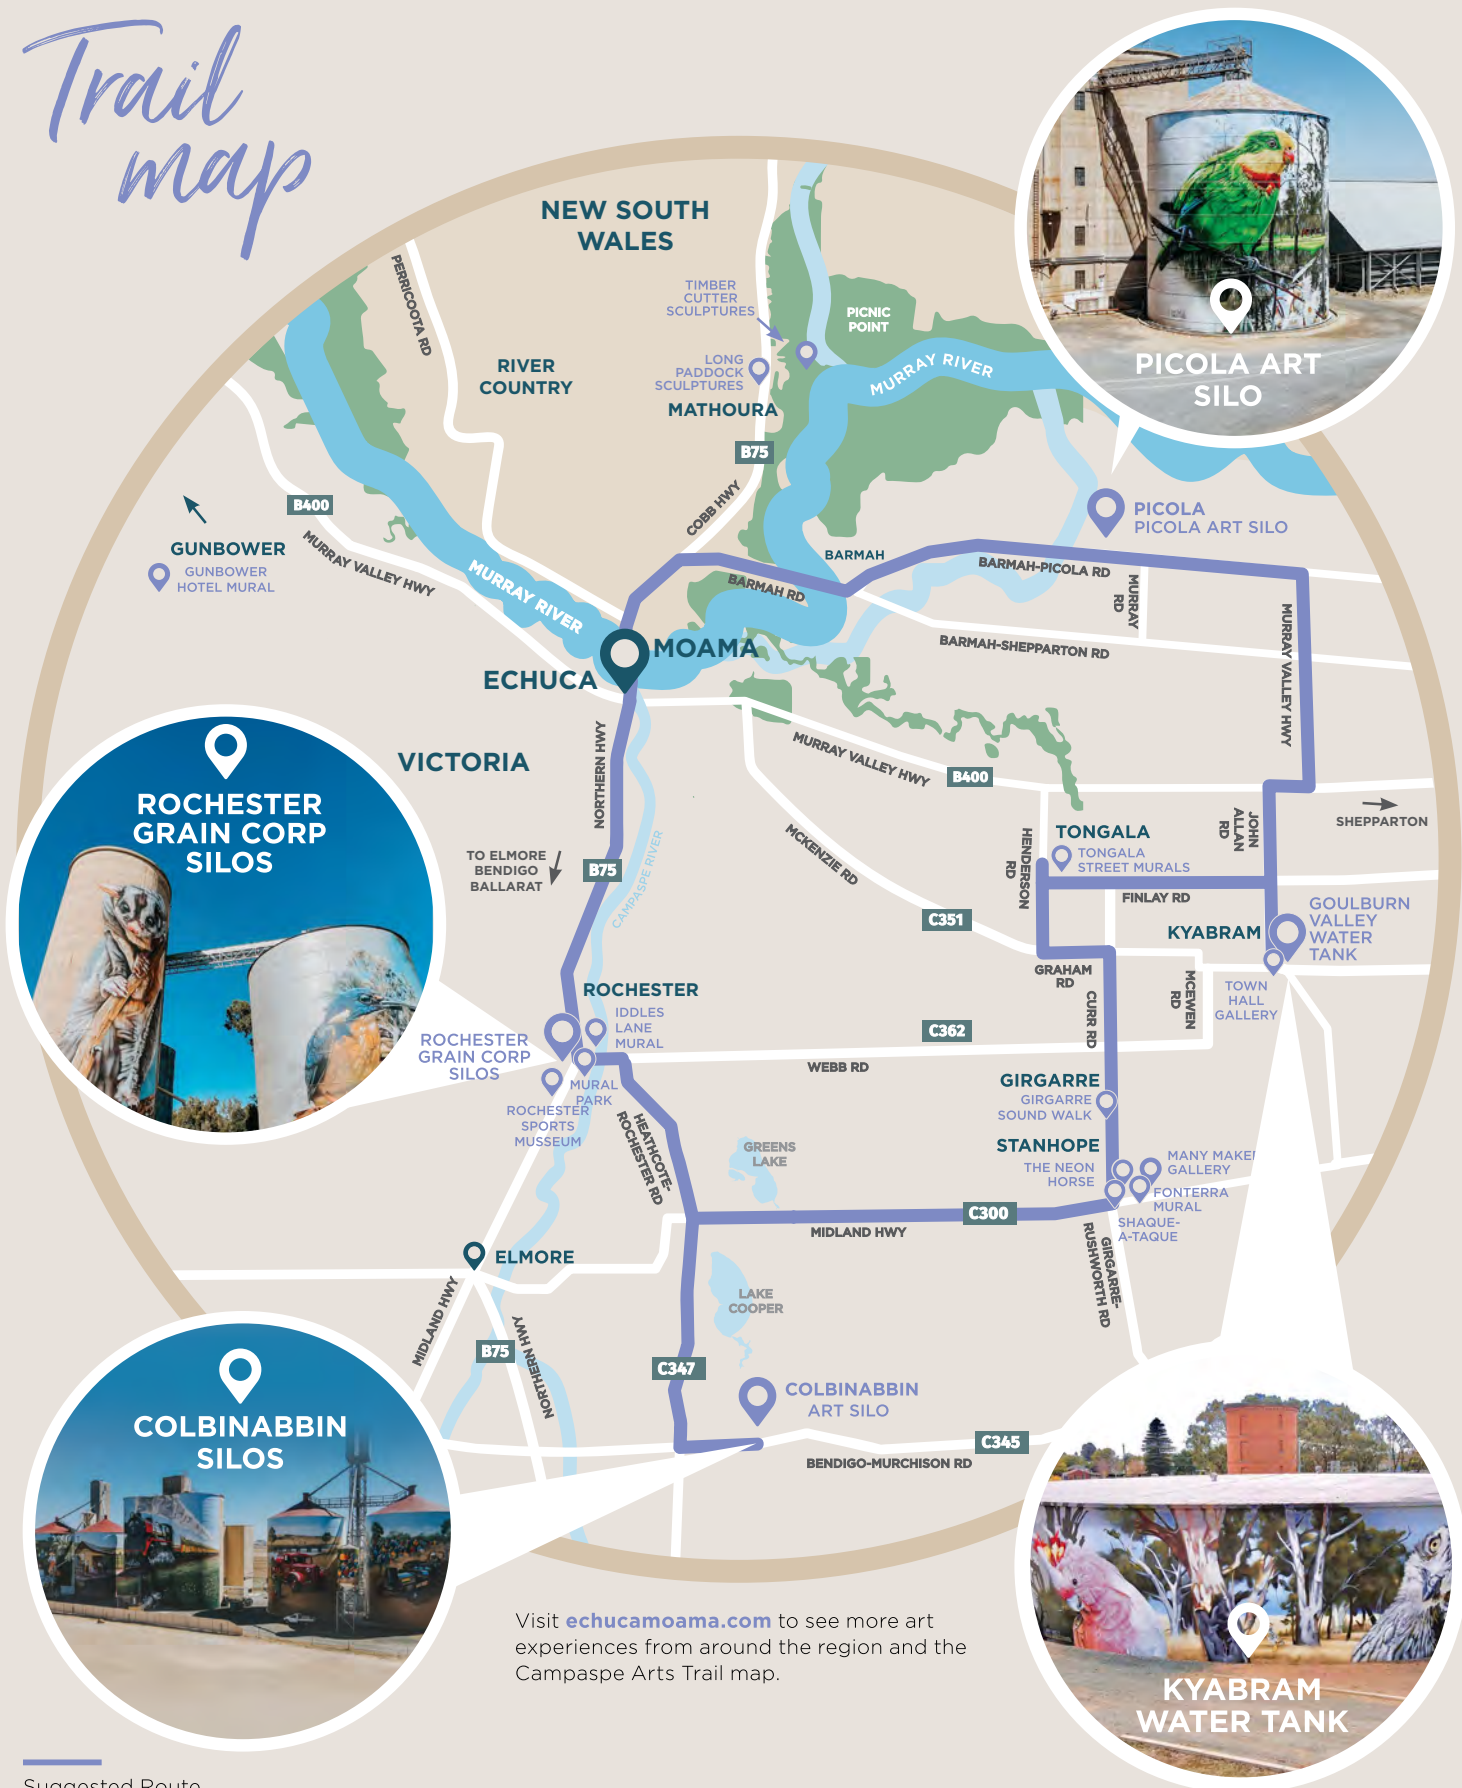 Trail
map
NEW SOUTH
WALES
PERRICOOTA RD
TIMBER
CUTTER
SCULPTURES
PICNIC
POINT
RIVER
COUNTRY
LONG
PADDOCK
SCULPTURES
MATHOURA
MURRAY RIVER
PICOLA ART
SILO
B75
COBB HWY
B400
MURRAY VALLEY HWY
GUNBOWER
GUNBOWER
HOTEL MURAL
MURRAY RIVER
PICOLA
PICOLA ART SILO
BARMAH
BARMAH RD
BARMAH-PICOLA RD
MURRAY
RD
MURRAY VALLEY HWY
BARMAH-SHEPPARTON RD
MOAMA
ECHUCA
VICTORIA
NORTHERN HWY
MURRAY VALLEY HWY
B400
ROCHESTER
GRAIN CORP
SILOS
MCKENZIE RD
HENDERSON
RD
TONGALA
TONGALA
STREET MURALS
JOHN
ALLAN
RD
SHEPPARTON
TO ELMORE
BENDIGO
BALLARAT
B75
CAMPASPE RIVER
FINLAY RD
C351
KYABRAM
GOULBURN
VALLEY
WATER
TANK
GRAHAM
RD
CURR RD
MCEWEN
RD
TOWN
HALL
GALLERY
ROCHESTER
IDDLES
LANE
MURAL
ROCHESTER
GRAIN CORP
SILOS
MURAL
PARK
ROCHESTER
SPORTS
MUSSEUM
C362
WEBB RD
HEATHCOTE-
ROCHESTER RD
GIRGARRE
GIRGARRE
SOUND WALK
GREENS
LAKE
STANHOPE
THE NEON
HORSE
MANY MAKE
GALLERY
FONTERRA
MURAL
SHAQUE-
A-TAQUE
C300
MIDLAND HWY
GIRGARRE-
RUSHWORTH RD
ELMORE
MIDLAND HWY
LAKE
COOPER
B75
NORTHERN HWY
C347
COLBINABBIN
ART SILO
COLBINABBIN
SILOS
C345
BENDIGO-MURCHISON RD
Visit echucamoama.com to see more art
experiences from around the region and the
Campaspe Arts Trail map.
KYABRAM
WATER TANK
Suggested Route